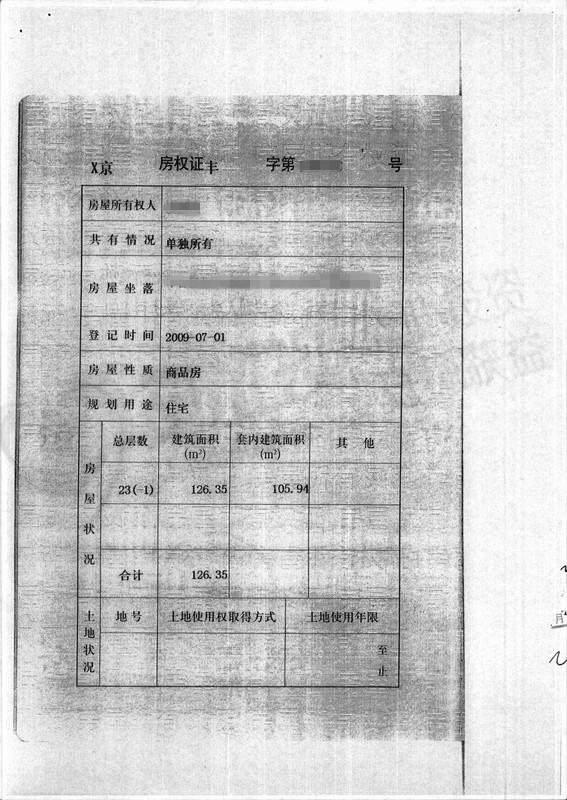 X京 房权证丰 字第 号
房屋所有权人
共有情况 单独所有
房屋坐落
登记时间 2009-07-01
房屋性质 商品房
规划用途 住宅
房屋状况
总层数 建筑面积(m²) 套内建筑面积(m²) 其他
23(-1) 126.35 105.94
合计 126.35
土地状况
地号 土地使用权取得方式 土地使用年限
至
止
月